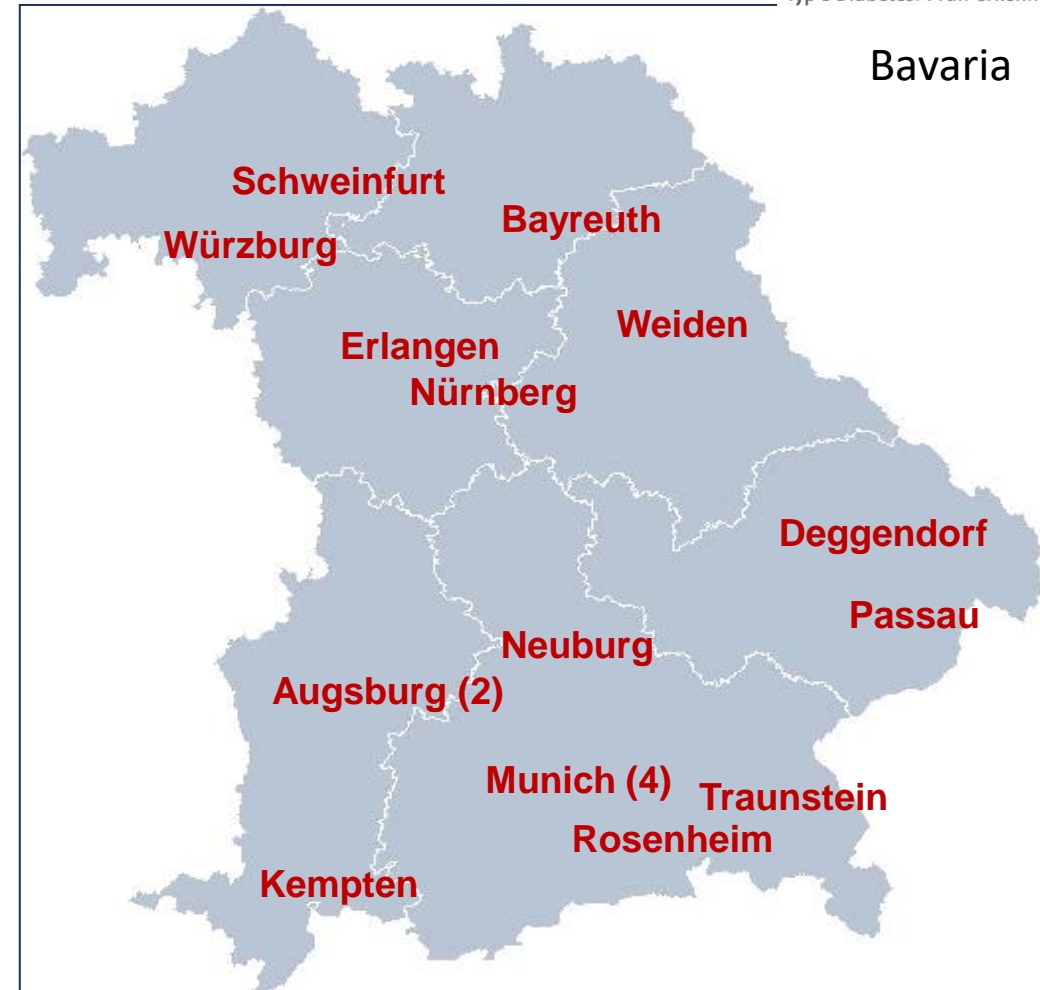 Bavaria
Schweinfurt
Bayreuth
Würzburg
Weiden
Erlangen
Nürnberg
Deggendorf
Passau
Neuburg
Augsburg (2)
Munich (4)
Traunstein
Rosenheim
Kempten